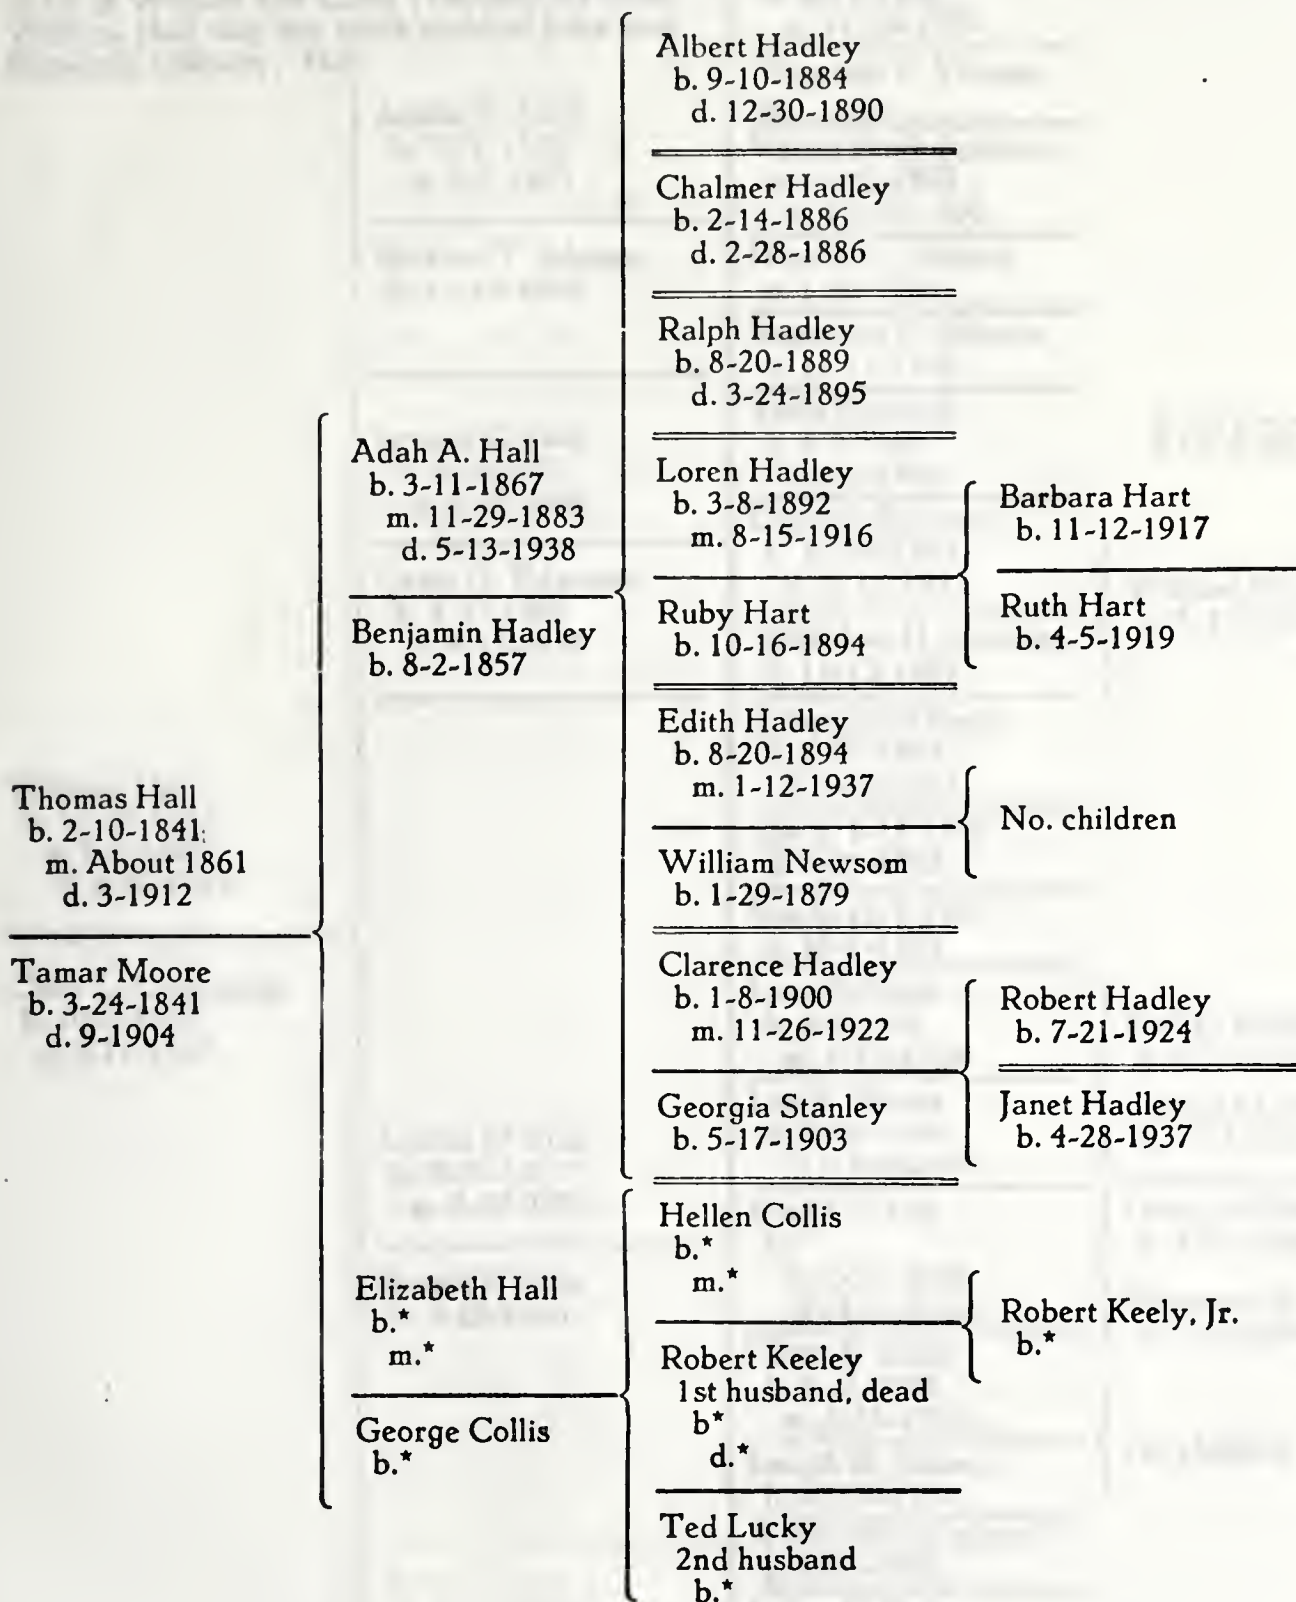 Thomas Hall
b. 2-10-1841
m. About 1861
d. 3-1912
Tamar Moore
b. 3-24-1841
d. 9-1904
Adah A. Hall
b. 3-11-1867
m. 11-29-1883
d. 5-13-1938
Benjamin Hadley
b. 8-2-1857
Elizabeth Hall
b.*
m.*
George Collis
b.*
Albert Hadley
b. 9-10-1884
d. 12-30-1890
Chalmer Hadley
b. 2-14-1886
d. 2-28-1886
Ralph Hadley
b. 8-20-1889
d. 3-24-1895
Loren Hadley
b. 3-8-1892
m. 8-15-1916
Ruby Hart
b. 10-16-1894
Edith Hadley
b. 8-20-1894
m. 1-12-1937
William Newsom
b. 1-29-1879
Clarence Hadley
b. 1-8-1900
m. 11-26-1922
Georgia Stanley
b. 5-17-1903
Hellen Collis
b.*
m.*
Robert Keeley
1st husband, dead
b*
d.*
Ted Lucky
2nd husband
b.*
Barbara Hart
b. 11-12-1917
Ruth Hart
b. 4-5-1919
No. children
Robert Hadley
b. 7-21-1924
Janet Hadley
b. 4-28-1937
Robert Keely, Jr.
b.*